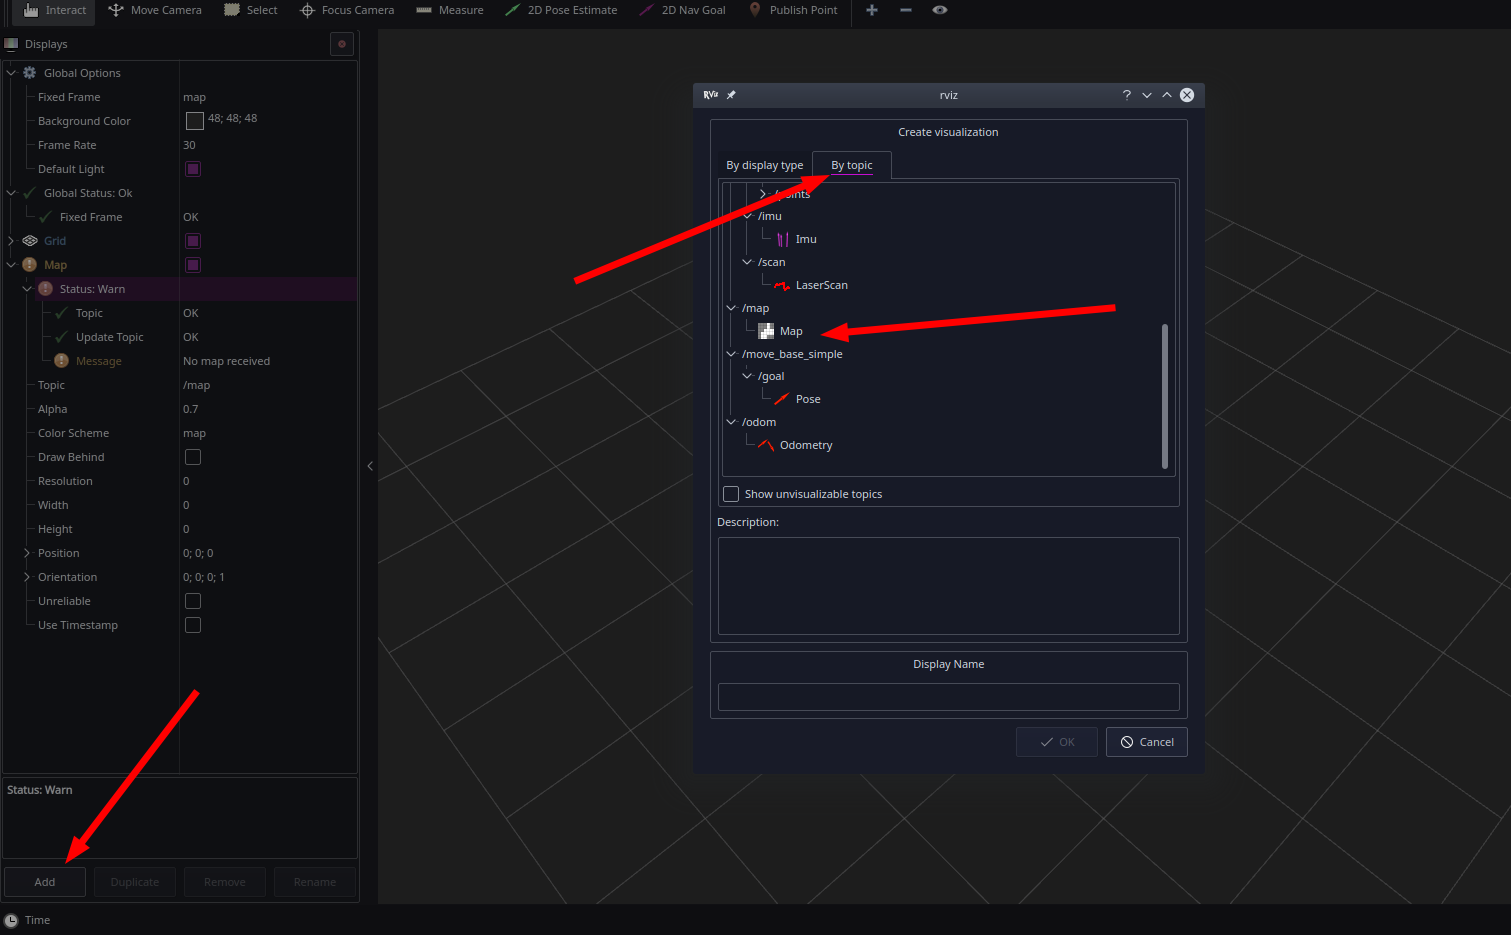 Interact Move Camera Select Focus Camera Measure 2D Pose Estimate 2D Nav Goal Publish Point
Displays
Global Options
Fixed Frame map
Background Color 48; 48; 48
Frame Rate 30
Default Light
Global Status: Ok
Fixed Frame OK
Grid
Map
Status: Warn
Topic OK
Update Topic OK
Message No map received
Topic /map
Alpha 0.7
Color Scheme map
Draw Behind
Resolution 0
Width 0
Height 0
Position 0; 0; 0
Orientation 0; 0; 0; 1
Unreliable
Use Timestamp
Status: Warn
Add Duplicate Remove Rename
Time
RViz rviz ?
Create visualization
By display type By topic
/points
/imu
Imu
/scan
LaserScan
/map
Map
/move_base_simple
/goal
Pose
/odom
Odometry
Show unvisualizable topics
Description:
Display Name
OK Cancel